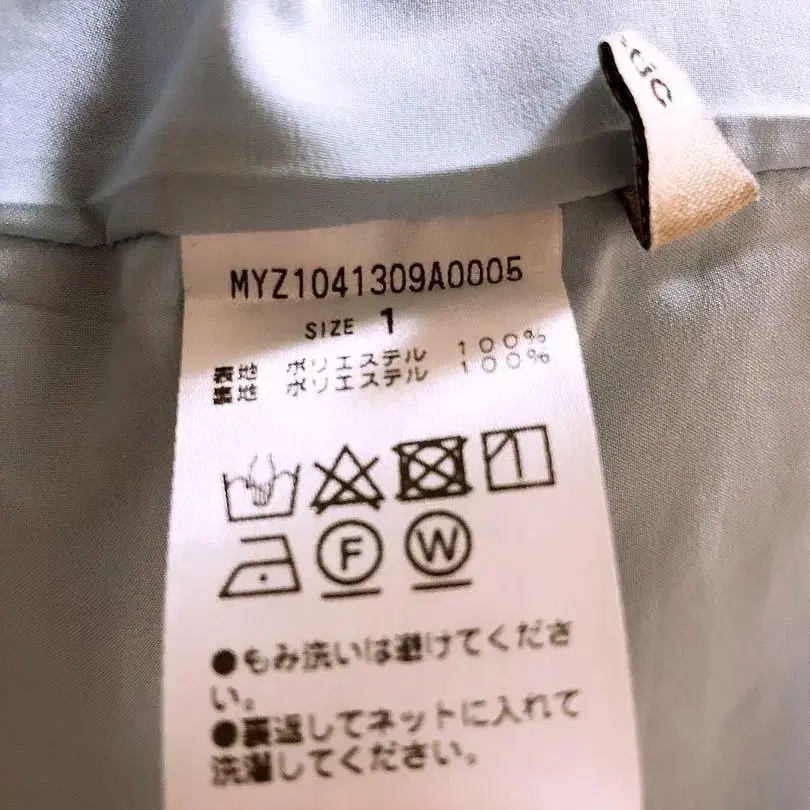 MYZ1041309A0005
SIZE 1
表地 ポリエステル 100%
裏地 ポリエステル 100%
F W
●もみ洗いは避けてくださ
い。
●裏返してネットに入れて
洗濯してください。